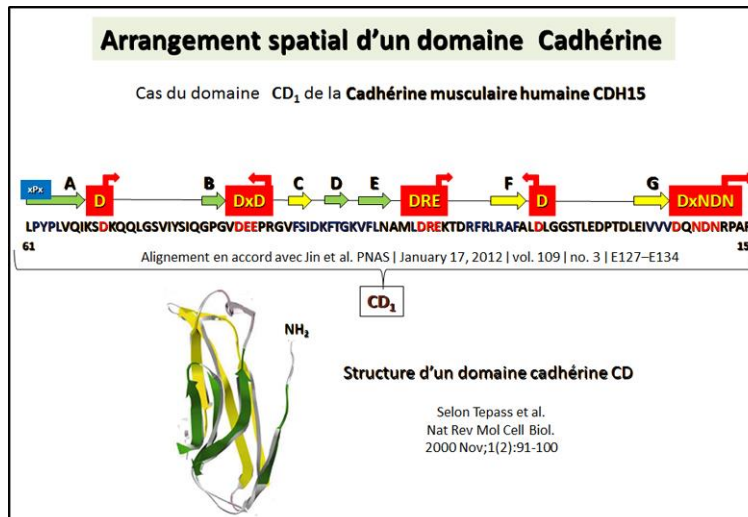 Arrangement spatial d'un domaine Cadhérine
Cas du domaine CD1 de la Cadhérine musculaire humaine CDH15
xPx A D B DxD C D E DRE F D G DxNDN
LPYPLVQIKSDKQQLGSVIYSIQGPGVDEEPRGVFSIDKFTGKVFLNAMLDREKTDRFRLRAFALDLGGSTLEDPTDLEIVVVDQNDNRPAF
61 15
Alignement en accord avec Jin et al. PNAS | January 17, 2012 | vol. 109 | no. 3 | E127–E134
CD1
NH2
Structure d'un domaine cadhérine CD
Selon Tepass et al.
Nat Rev Mol Cell Biol.
2000 Nov;1(2):91-100